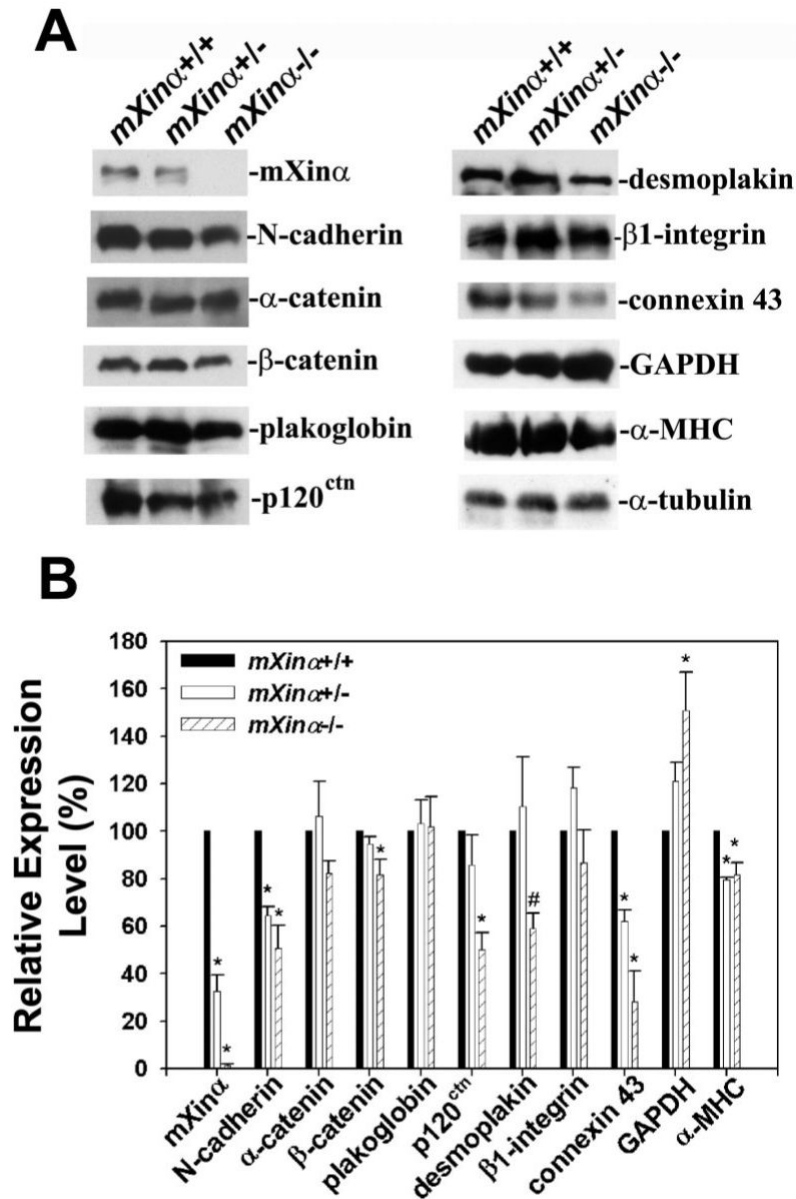 A
mXinα+/+
mXinα+/-
mXinα-/-
-mXinα
-N-cadherin
-α-catenin
-β-catenin
-plakoglobin
-p120ctn
mXinα+/+
mXinα+/-
mXinα-/-
-desmoplakin
-β1-integrin
-connexin 43
-GAPDH
-α-MHC
-α-tubulin
B
Relative Expression
Level (%)
180
160
140
120
100
80
60
40
20
0
mXinα+/+
mXinα+/-
mXinα-/-
* * * * * * # * * * * *
mXinα
N-cadherin
α-catenin
β-catenin
plakoglobin
p120ctn
desmoplakin
β1-integrin
connexin 43
GAPDH
α-MHC